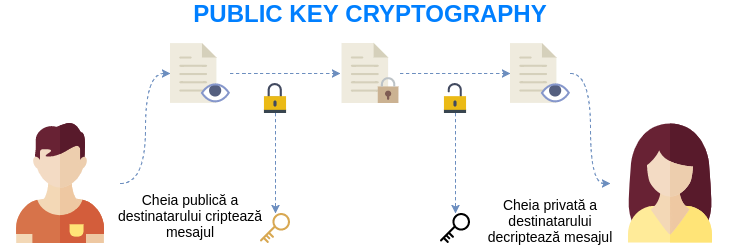 PUBLIC KEY CRYPTOGRAPHY
Cheia publică a
destinatarului criptează
mesajul
Cheia privată a
destinatarului
decriptează mesajul